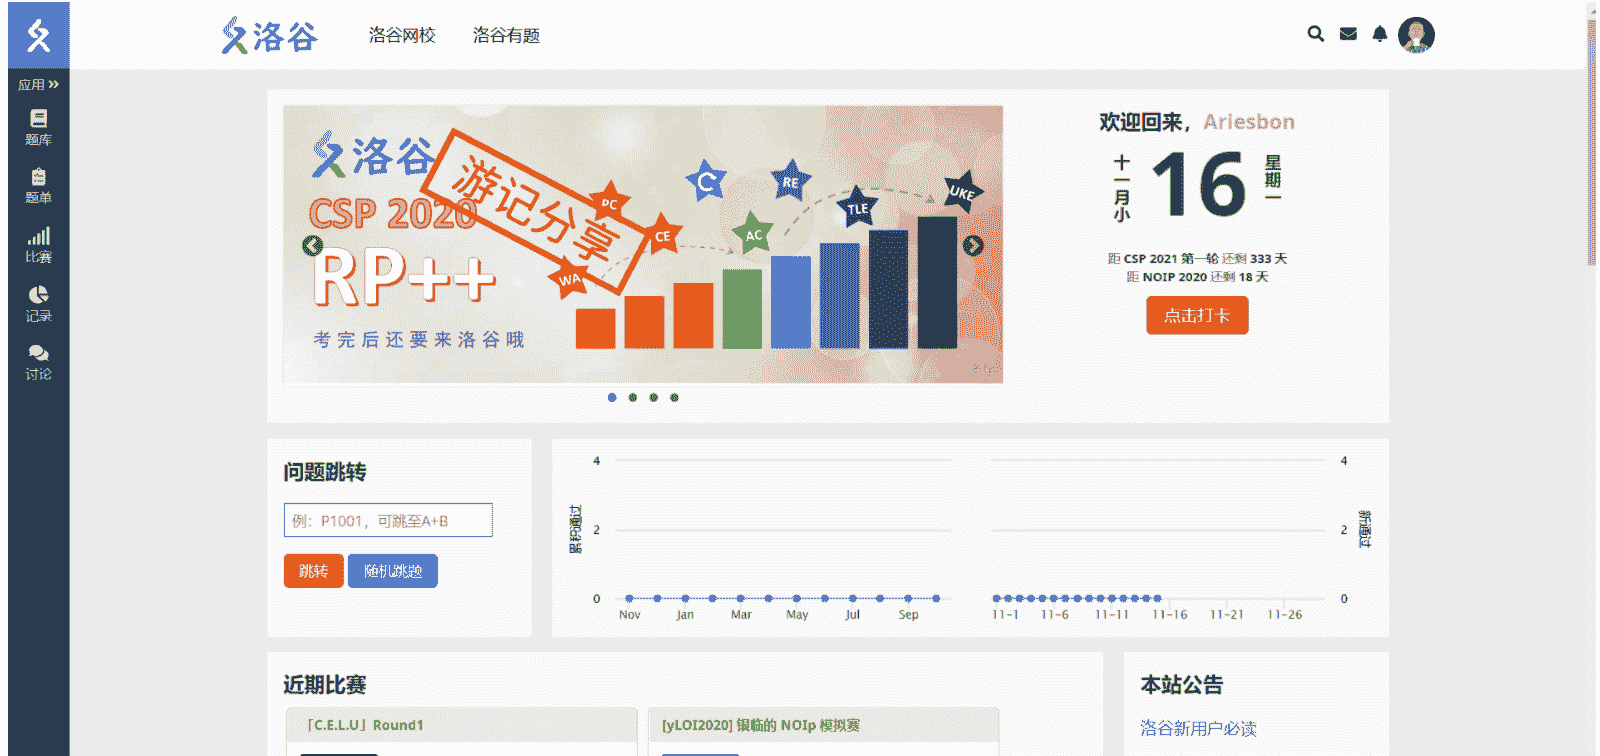 洛谷
洛谷网校
洛谷有题
应用
题库
题单
比赛
记录
讨论
洛谷
游记分享
CSP 2020
RP++
考完后还要来洛谷哦
WA
PC
CE
C
AC
RE
TLE
UKE
欢迎回来，Ariesbon
十一月小
16
星期一
距 CSP 2021 第一轮 还剩 333 天
距 NOIP 2020 还剩 18 天
点击打卡
问题跳转
例：P1001，可跳至A+B
跳转
随机跳题
累积通过
4
2
0
Nov Jan Mar May Jul Sep
新通过
4
2
0
11-1 11-6 11-11 11-16 11-21 11-26
近期比赛
「C.E.L.U」Round1
[yLOI2020] 银临的 NOIp 模拟赛
本站公告
洛谷新用户必读